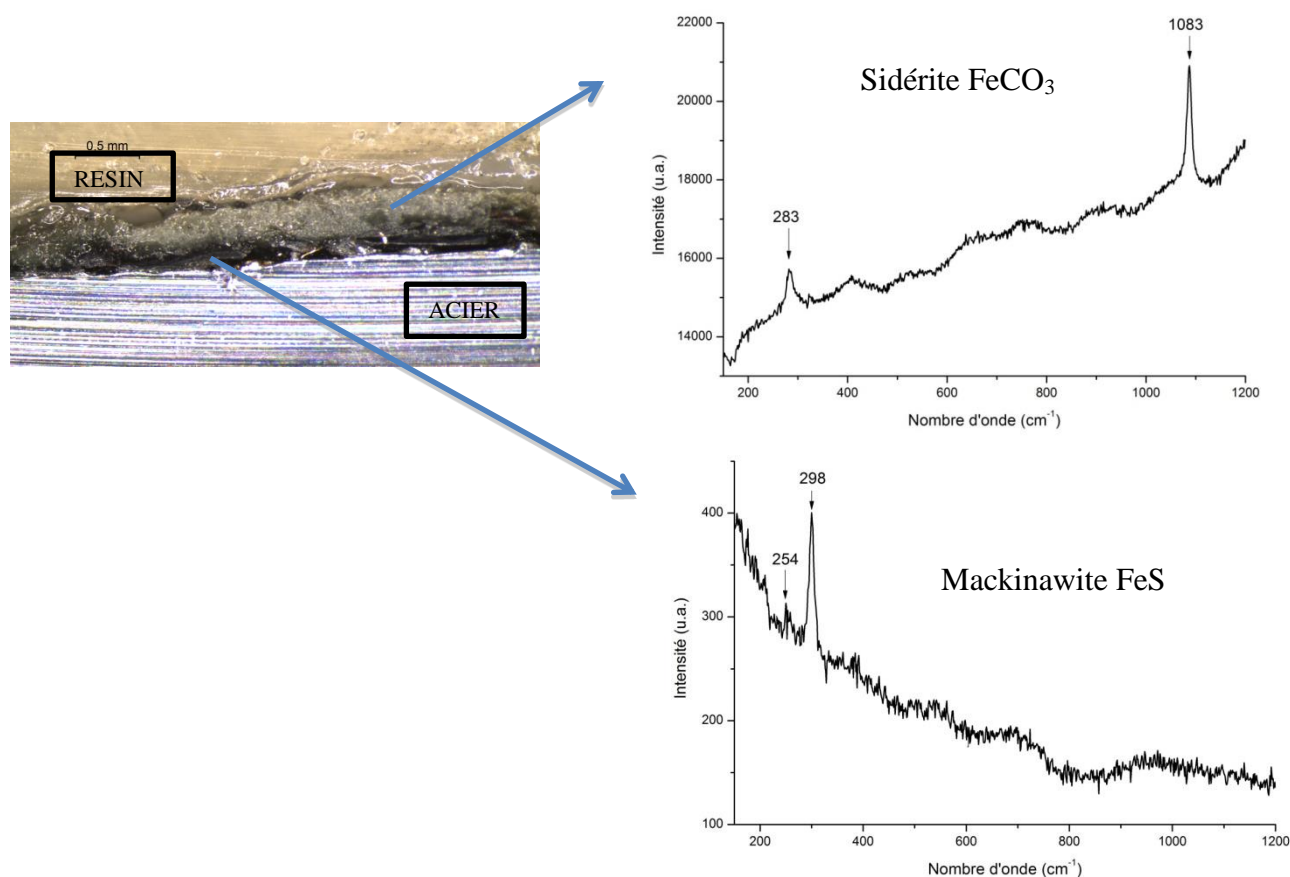 0.5 mm
RESIN
ACIER
1083
Sidérite FeCO₃
283
22000
20000
18000
16000
14000
Intensité (u.a.)
200 400 600 800 1000 1200
Nombre d'onde (cm⁻¹)
298
254
Mackinawite FeS
400
300
200
100
Intensité (u.a.)
200 400 600 800 1000 1200
Nombre d'onde (cm⁻¹)